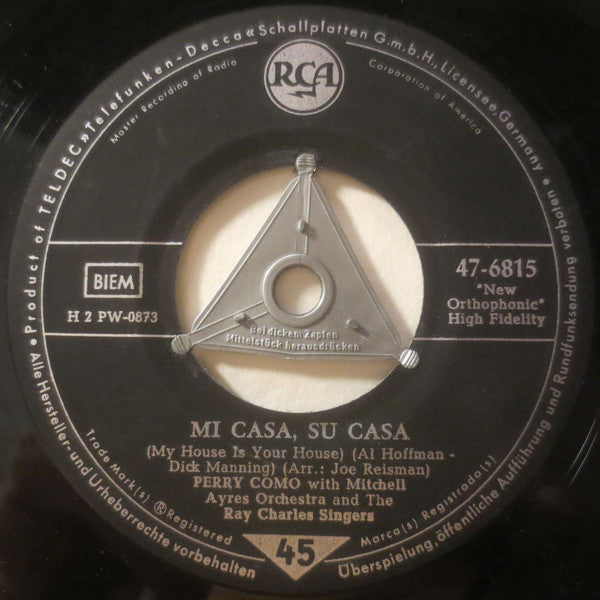 • Product of TELDEC »Telefunken - Decca« Schallplatten G.m.b.H., Licensee, Germany •
Master Recording of Radio
Corporation of America
RCA
BIEM
H 2 PW-0873
47-6815
"New
Orthophonic"
High Fidelity
Bei dickem Zapfen
Mittelstück herausdrücken
MI CASA, SU CASA
(My House Is Your House) (Al Hoffman -
Dick Manning) (Arr.: Joe Reisman)
PERRY COMO with Mitchell
Ayres Orchestra and The
Ray Charles Singers
Trade Mark(s) ®Registered
Marca(s) Registrada(s)
45
Alle Hersteller- und Urheberrechte vorbehalten
Überspielung, öffentliche Aufführung und Rundfunksendung verboten